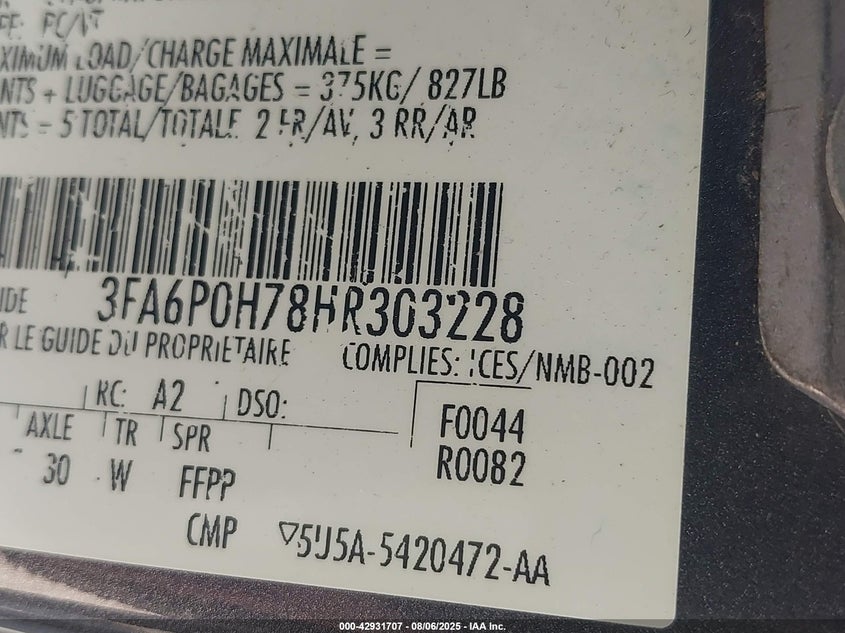 PC/
XIMUM LOAD/CHARGE MAXIMALE =
NTS + LUGGAGE/BAGAGES = 375KG/ 827LB
NTS = 5 TOTAL/TOTALE, 2 FR/AV, 3 RR/AR
IDE 3FA6P0H78HR303228
R LE GUIDE DU PROPRIETAIRE COMPLIES: ICES/NMB-002
RC: A2 DSO:
AXLE TR SPR F0044
30 W FFPP R0082
CMP ▽5U5A-5420472-AA
000-42931707 - 08/06/2025 - IAA Inc.